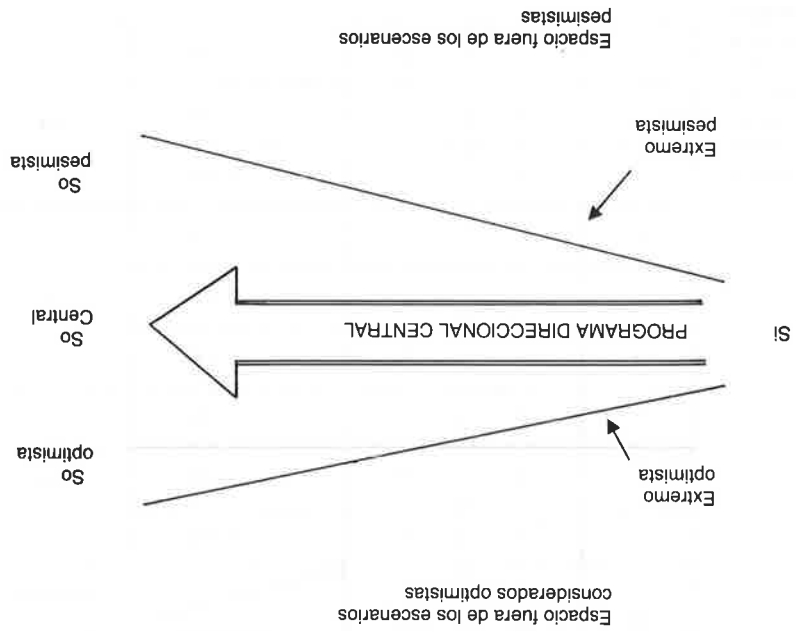 Espacio fuera de los escenarios
considerados optimistas
Extremo
optimista
So
optimista
Si
PROGRAMA DIRECCIONAL CENTRAL
So
Central
So
pesimista
Extremo
pesimista
Espacio fuera de los escenarios
pesimistas